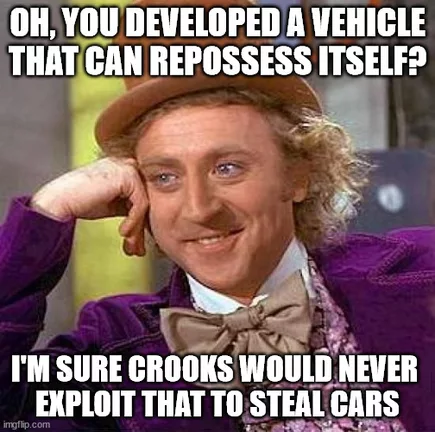 OH, YOU DEVELOPED A VEHICLE
THAT CAN REPOSSESS ITSELF?
I'M SURE CROOKS WOULD NEVER
EXPLOIT THAT TO STEAL CARS
imgflip.com